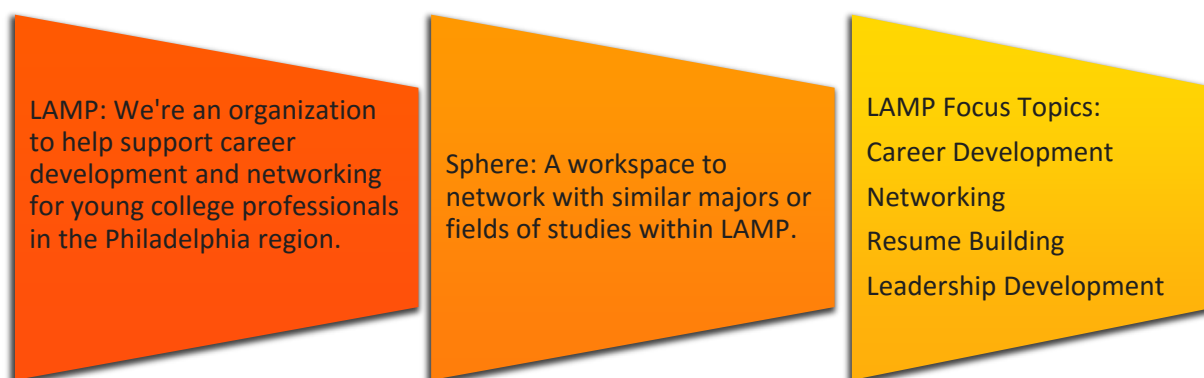 LAMP: We're an organization
to help support career
development and networking
for young college professionals
in the Philadelphia region.
Sphere: A workspace to
network with similar majors or
fields of studies within LAMP.
LAMP Focus Topics:
Career Development
Networking
Resume Building
Leadership Development